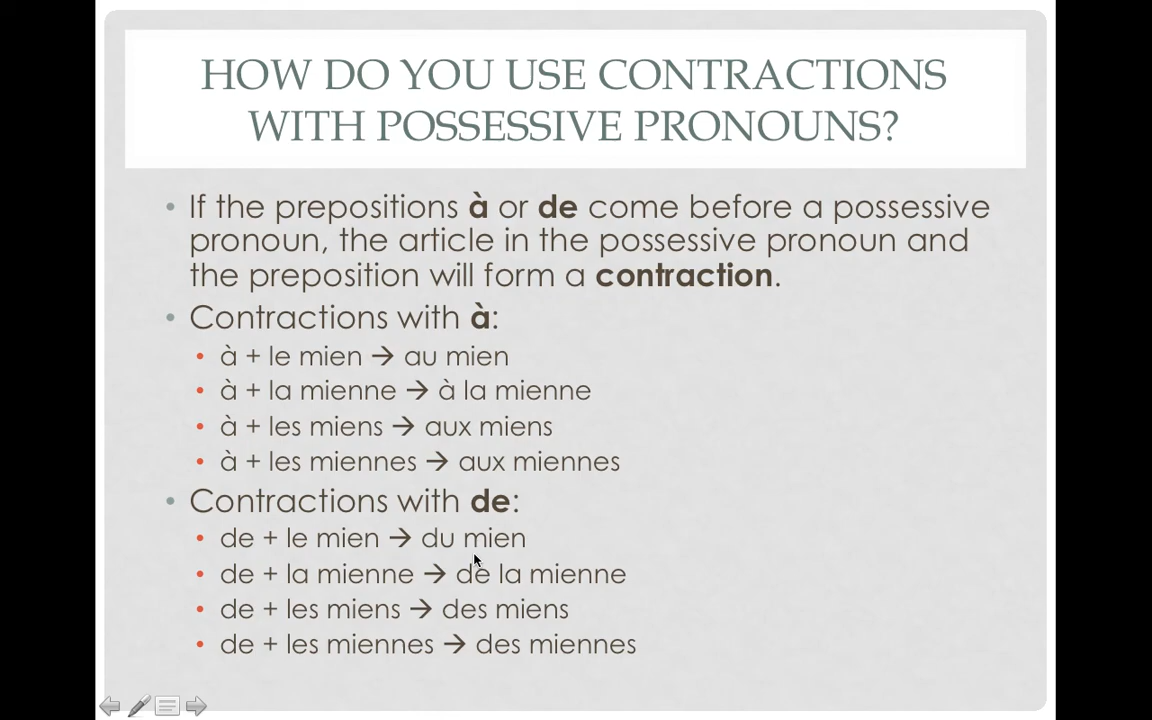 HOW DO YOU USE CONTRACTIONS
WITH POSSESSIVE PRONOUNS?
• If the prepositions à or de come before a possessive
pronoun, the article in the possessive pronoun and
the preposition will form a contraction.
• Contractions with à:
• à + le mien → au mien
• à + la mienne → à la mienne
• à + les miens → aux miens
• à + les miennes → aux miennes
• Contractions with de:
• de + le mien → du mien
• de + la mienne → de la mienne
• de + les miens → des miens
• de + les miennes → des miennes